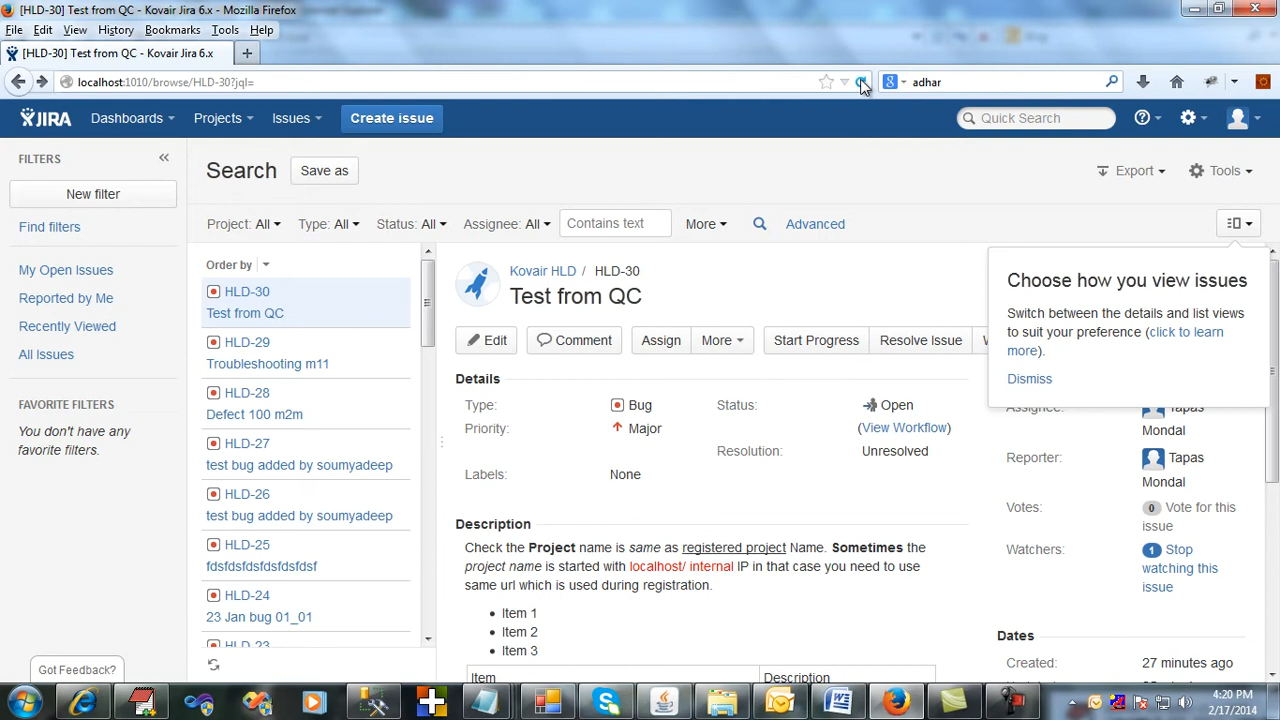 [HLD-30] Test from QC - Kovair Jira 6.x - Mozilla Firefox
File Edit View History Bookmarks Tools Help
[HLD-30] Test from QC - Kovair Jira 6.x
localhost:1010/browse/HLD-30?jql=
8 adhar
JIRA Dashboards Projects Issues Create issue Quick Search
FILTERS
New filter
Find filters
My Open Issues
Reported by Me
Recently Viewed
All Issues
FAVORITE FILTERS
You don't have any
favorite filters.
Got Feedback?
Search Save as Export Tools
Project: All Type: All Status: All Assignee: All Contains text More Advanced
Order by
HLD-30
Test from QC
HLD-29
Troubleshooting m11
HLD-28
Defect 100 m2m
HLD-27
test bug added by soumyadeep
HLD-26
test bug added by soumyadeep
HLD-25
fdsfdsfdsfdsfdsfdsf
HLD-24
23 Jan bug 01_01
HLD-23
Kovair HLD / HLD-30
Test from QC
Edit Comment Assign More Start Progress Resolve Issue
Choose how you view issues
Switch between the details and list views
to suit your preference (click to learn
more).
Dismiss
Details
Type: Bug Status: Open
Priority: Major (View Workflow)
Resolution: Unresolved
Labels: None
Description
Check the Project name is same as registered project Name. Sometimes the
project name is started with localhost/ internal IP in that case you need to use
same url which is used during registration.
Item 1
Item 2
Item 3
Item Description
Assignee: Tapas
Mondal
Reporter: Tapas
Mondal
Votes: 0 Vote for this
issue
Watchers: 1 Stop
watching this
issue
Dates
Created: 27 minutes ago
4:20 PM
2/17/2014